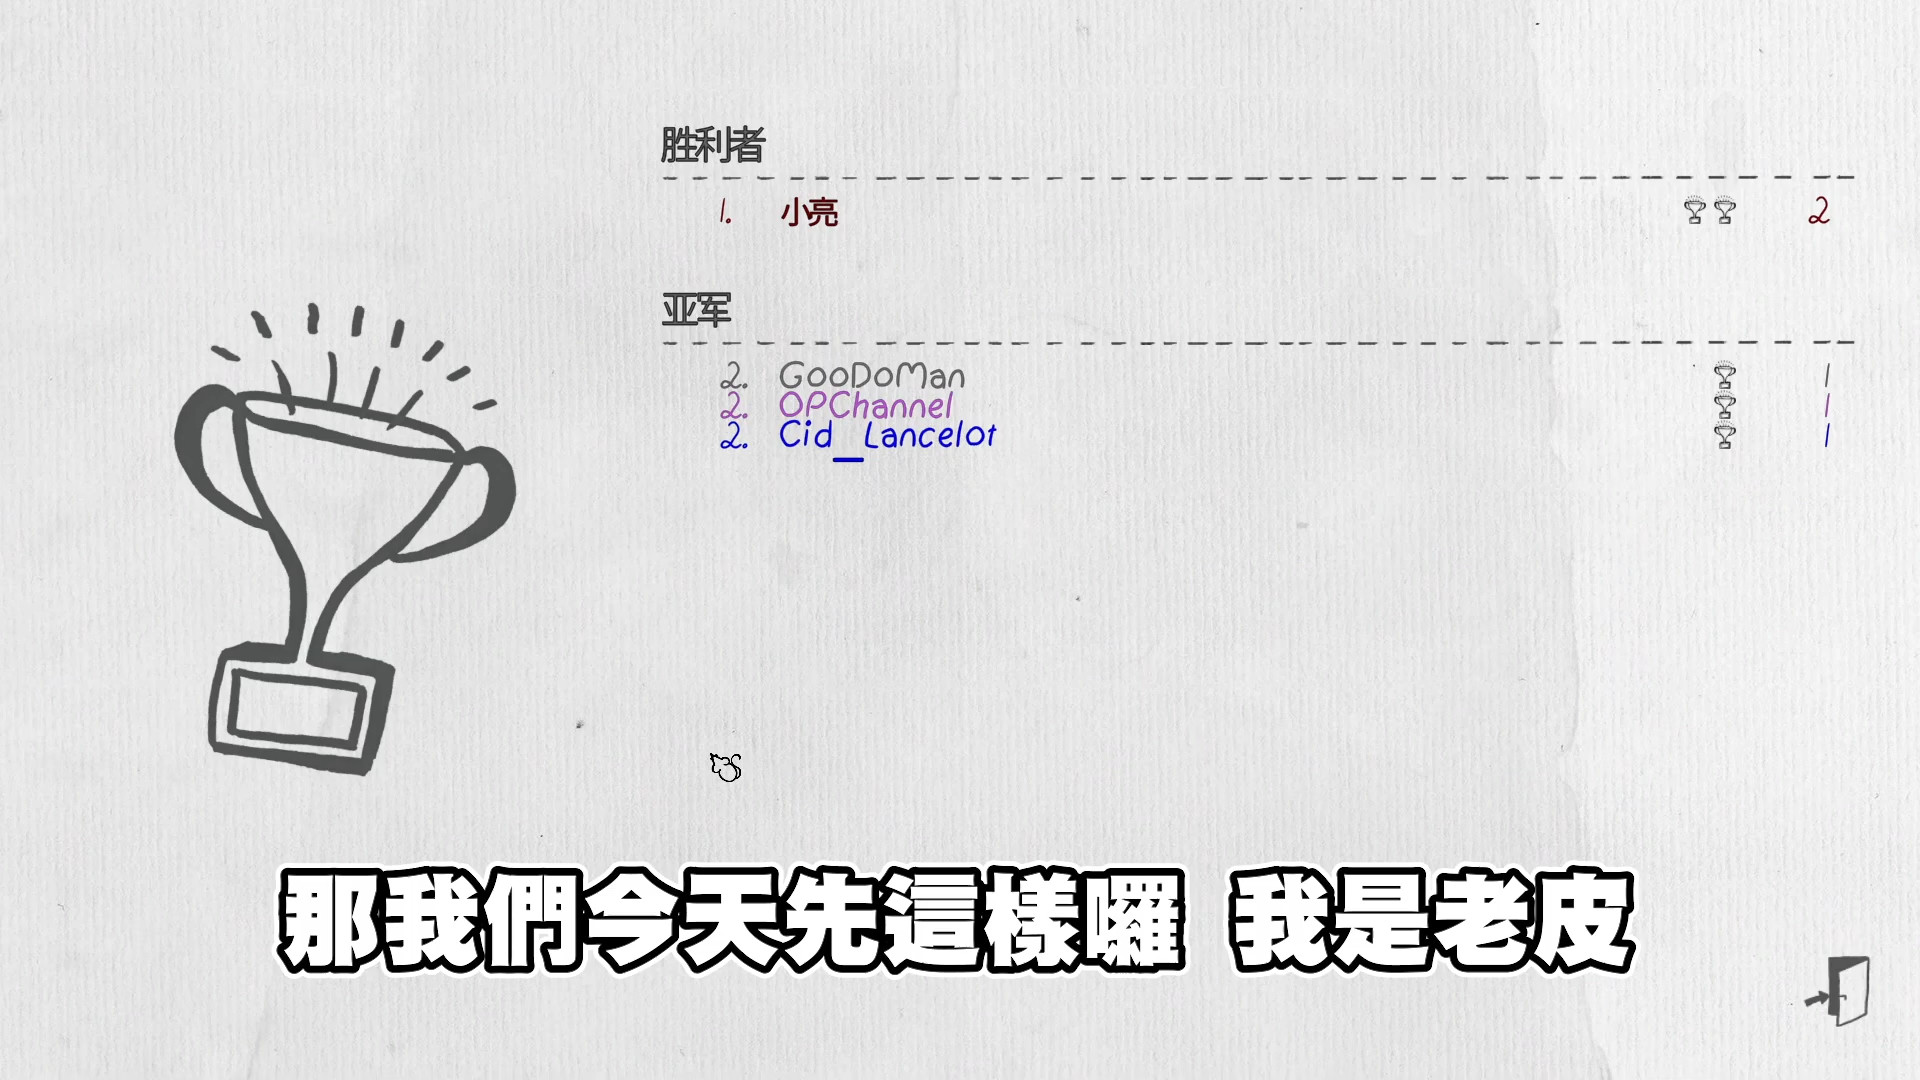 胜利者
1. 小亮 2
亚军
2. GooDoMan 1
2. OPChannel 1
2. Cid_Lancelot 1
那我們今天先這樣囉 我是老皮